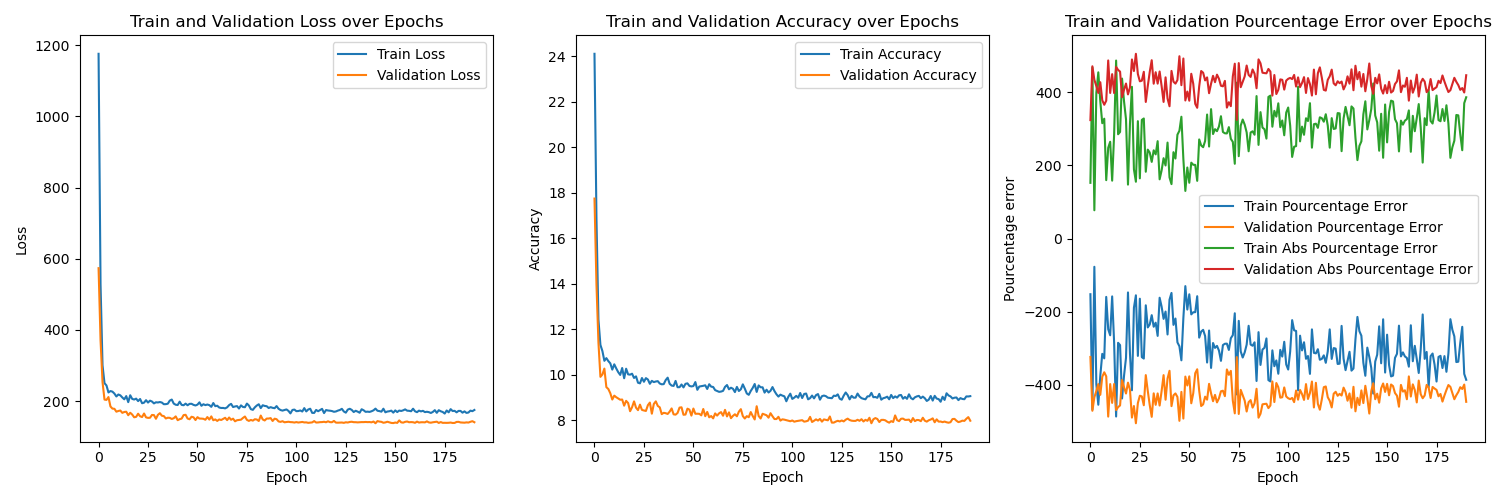 Train and Validation Loss over Epochs
1200
1000
800
600
400
200
Loss
0
25
50
75
100
125
150
175
Epoch
Train Loss
Validation Loss
Train and Validation Accuracy over Epochs
24
22
20
18
16
14
12
10
8
Accuracy
0
25
50
75
100
125
150
175
Epoch
Train Accuracy
Validation Accuracy
Train and Validation Pourcentage Error over Epochs
400
200
0
−200
−400
Pourcentage error
0
25
50
75
100
125
150
175
Epoch
Train Pourcentage Error
Validation Pourcentage Error
Train Abs Pourcentage Error
Validation Abs Pourcentage Error